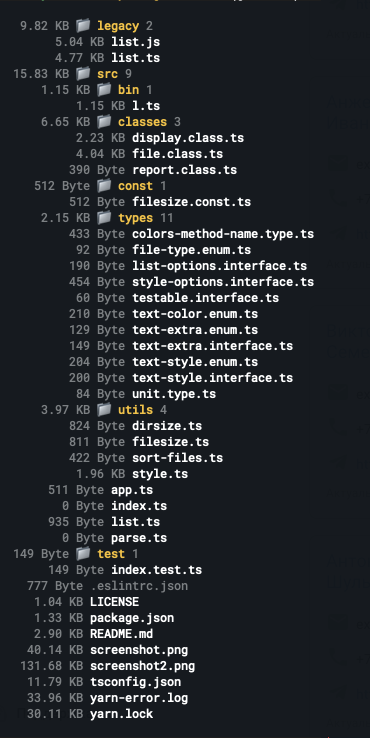 9.82 KB legacy 2
5.04 KB list.js
4.77 KB list.ts
15.83 KB src 9
1.15 KB bin 1
1.15 KB l.ts
6.65 KB classes 3
2.23 KB display.class.ts
4.04 KB file.class.ts
390 Byte report.class.ts
512 Byte const 1
512 Byte filesize.const.ts
2.15 KB types 11
433 Byte colors-method-name.type.ts
92 Byte file-type.enum.ts
190 Byte list-options.interface.ts
454 Byte style-options.interface.ts
60 Byte testable.interface.ts
210 Byte text-color.enum.ts
129 Byte text-extra.enum.ts
149 Byte text-extra.interface.ts
204 Byte text-style.enum.ts
200 Byte text-style.interface.ts
84 Byte unit.type.ts
3.97 KB utils 4
824 Byte dirsize.ts
811 Byte filesize.ts
422 Byte sort-files.ts
1.96 KB style.ts
511 Byte app.ts
0 Byte index.ts
935 Byte list.ts
0 Byte parse.ts
149 Byte test 1
149 Byte index.test.ts
777 Byte .eslintrc.json
1.04 KB LICENSE
1.33 KB package.json
2.90 KB README.md
40.14 KB screenshot.png
131.68 KB screenshot2.png
11.79 KB tsconfig.json
33.96 KB yarn-error.log
30.11 KB yarn.lock